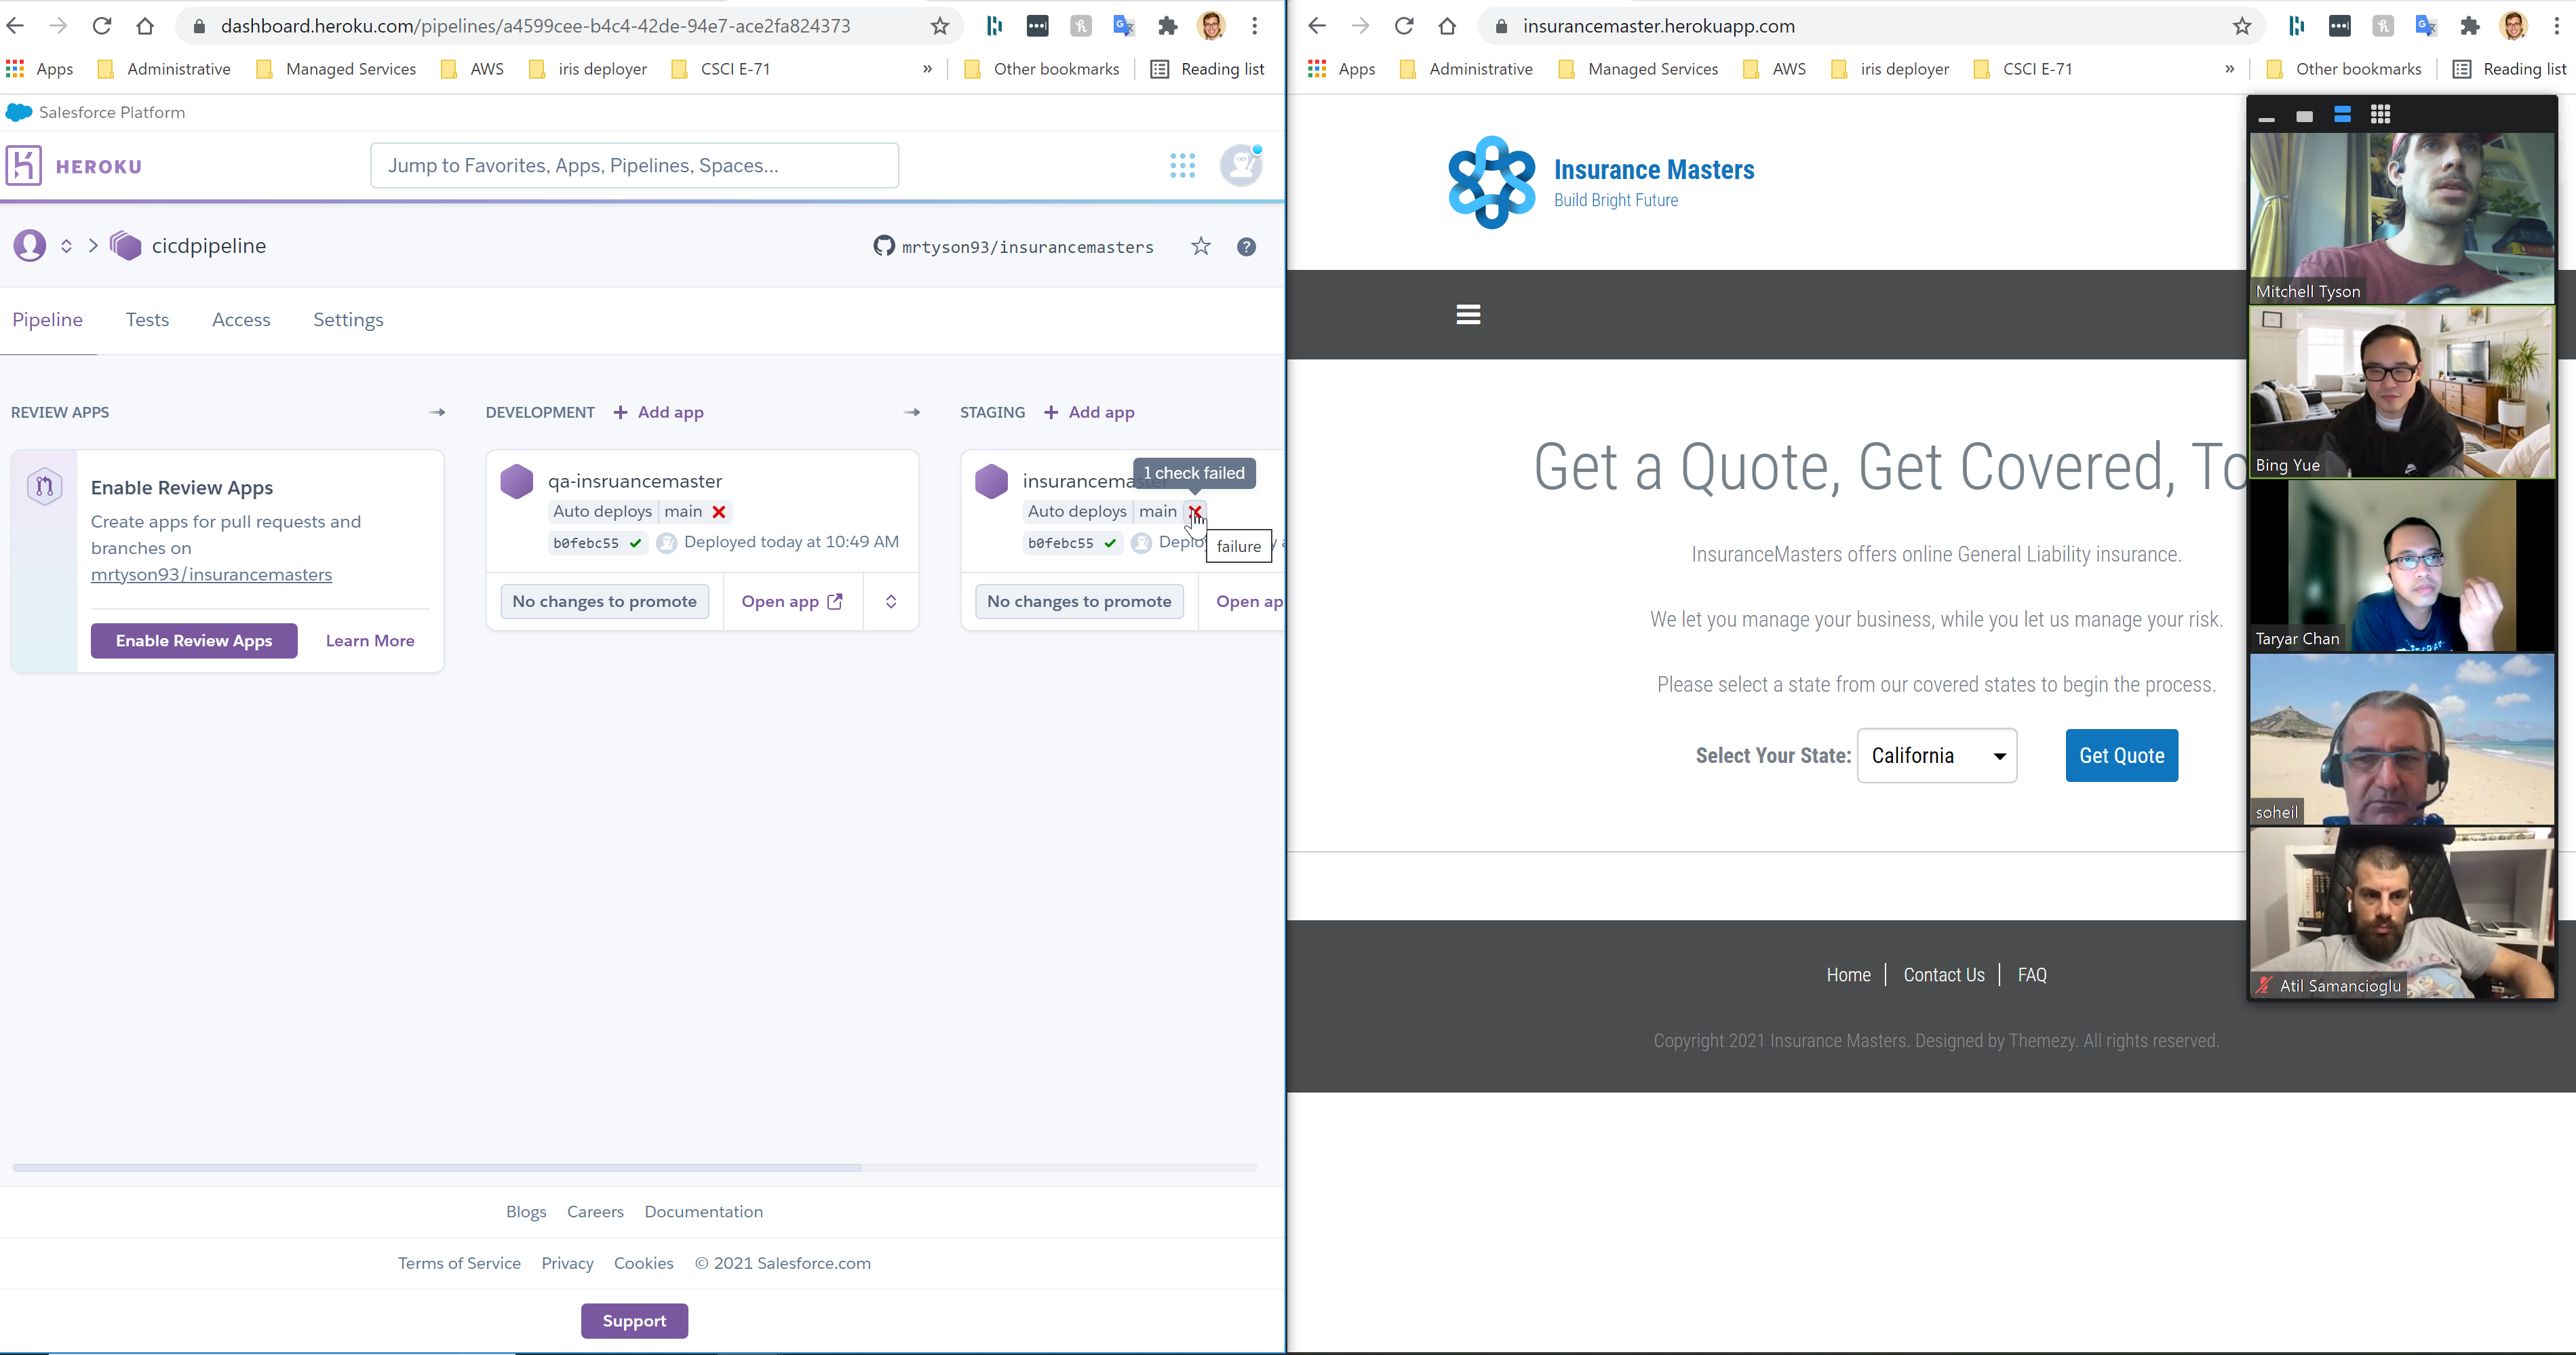 dashboard.heroku.com/pipelines/a4599cee-b4c4-42de-94e7-ace2fa824373
Apps Administrative Managed Services AWS iris deployer CSCI E-71 » Other bookmarks Reading list
Salesforce Platform
HEROKU
Jump to Favorites, Apps, Pipelines, Spaces...
cicdpipeline
mrtyson93/insurancemasters
Pipeline Tests Access Settings
REVIEW APPS
Enable Review Apps
Create apps for pull requests and
branches on
mrtyson93/insurancemasters
Enable Review Apps Learn More
DEVELOPMENT + Add app
qa-insruancemaster
Auto deploys main
b0febc55 Deployed today at 10:49 AM
No changes to promote Open app
STAGING + Add app
1 check failed
Auto deploys main
b0febc55
failure
No changes to promote Open ap
Blogs Careers Documentation
Terms of Service Privacy Cookies © 2021 Salesforce.com
Support
insurancemaster.herokuapp.com
Apps Administrative Managed Services AWS iris deployer CSCI E-71 » Other bookmarks Reading list
Insurance Masters
Build Bright Future
Get a Quote, Get Covered, To
InsuranceMasters offers online General Liability insurance.
We let you manage your business, while you let us manage your risk.
Please select a state from our covered states to begin the process.
Select Your State: California Get Quote
Home Contact Us FAQ
Copyright 2021 Insurance Masters. Designed by Themezy. All rights reserved.
Mitchell Tyson
Bing Yue
Taryar Chan
soheil
Atil Samancioglu